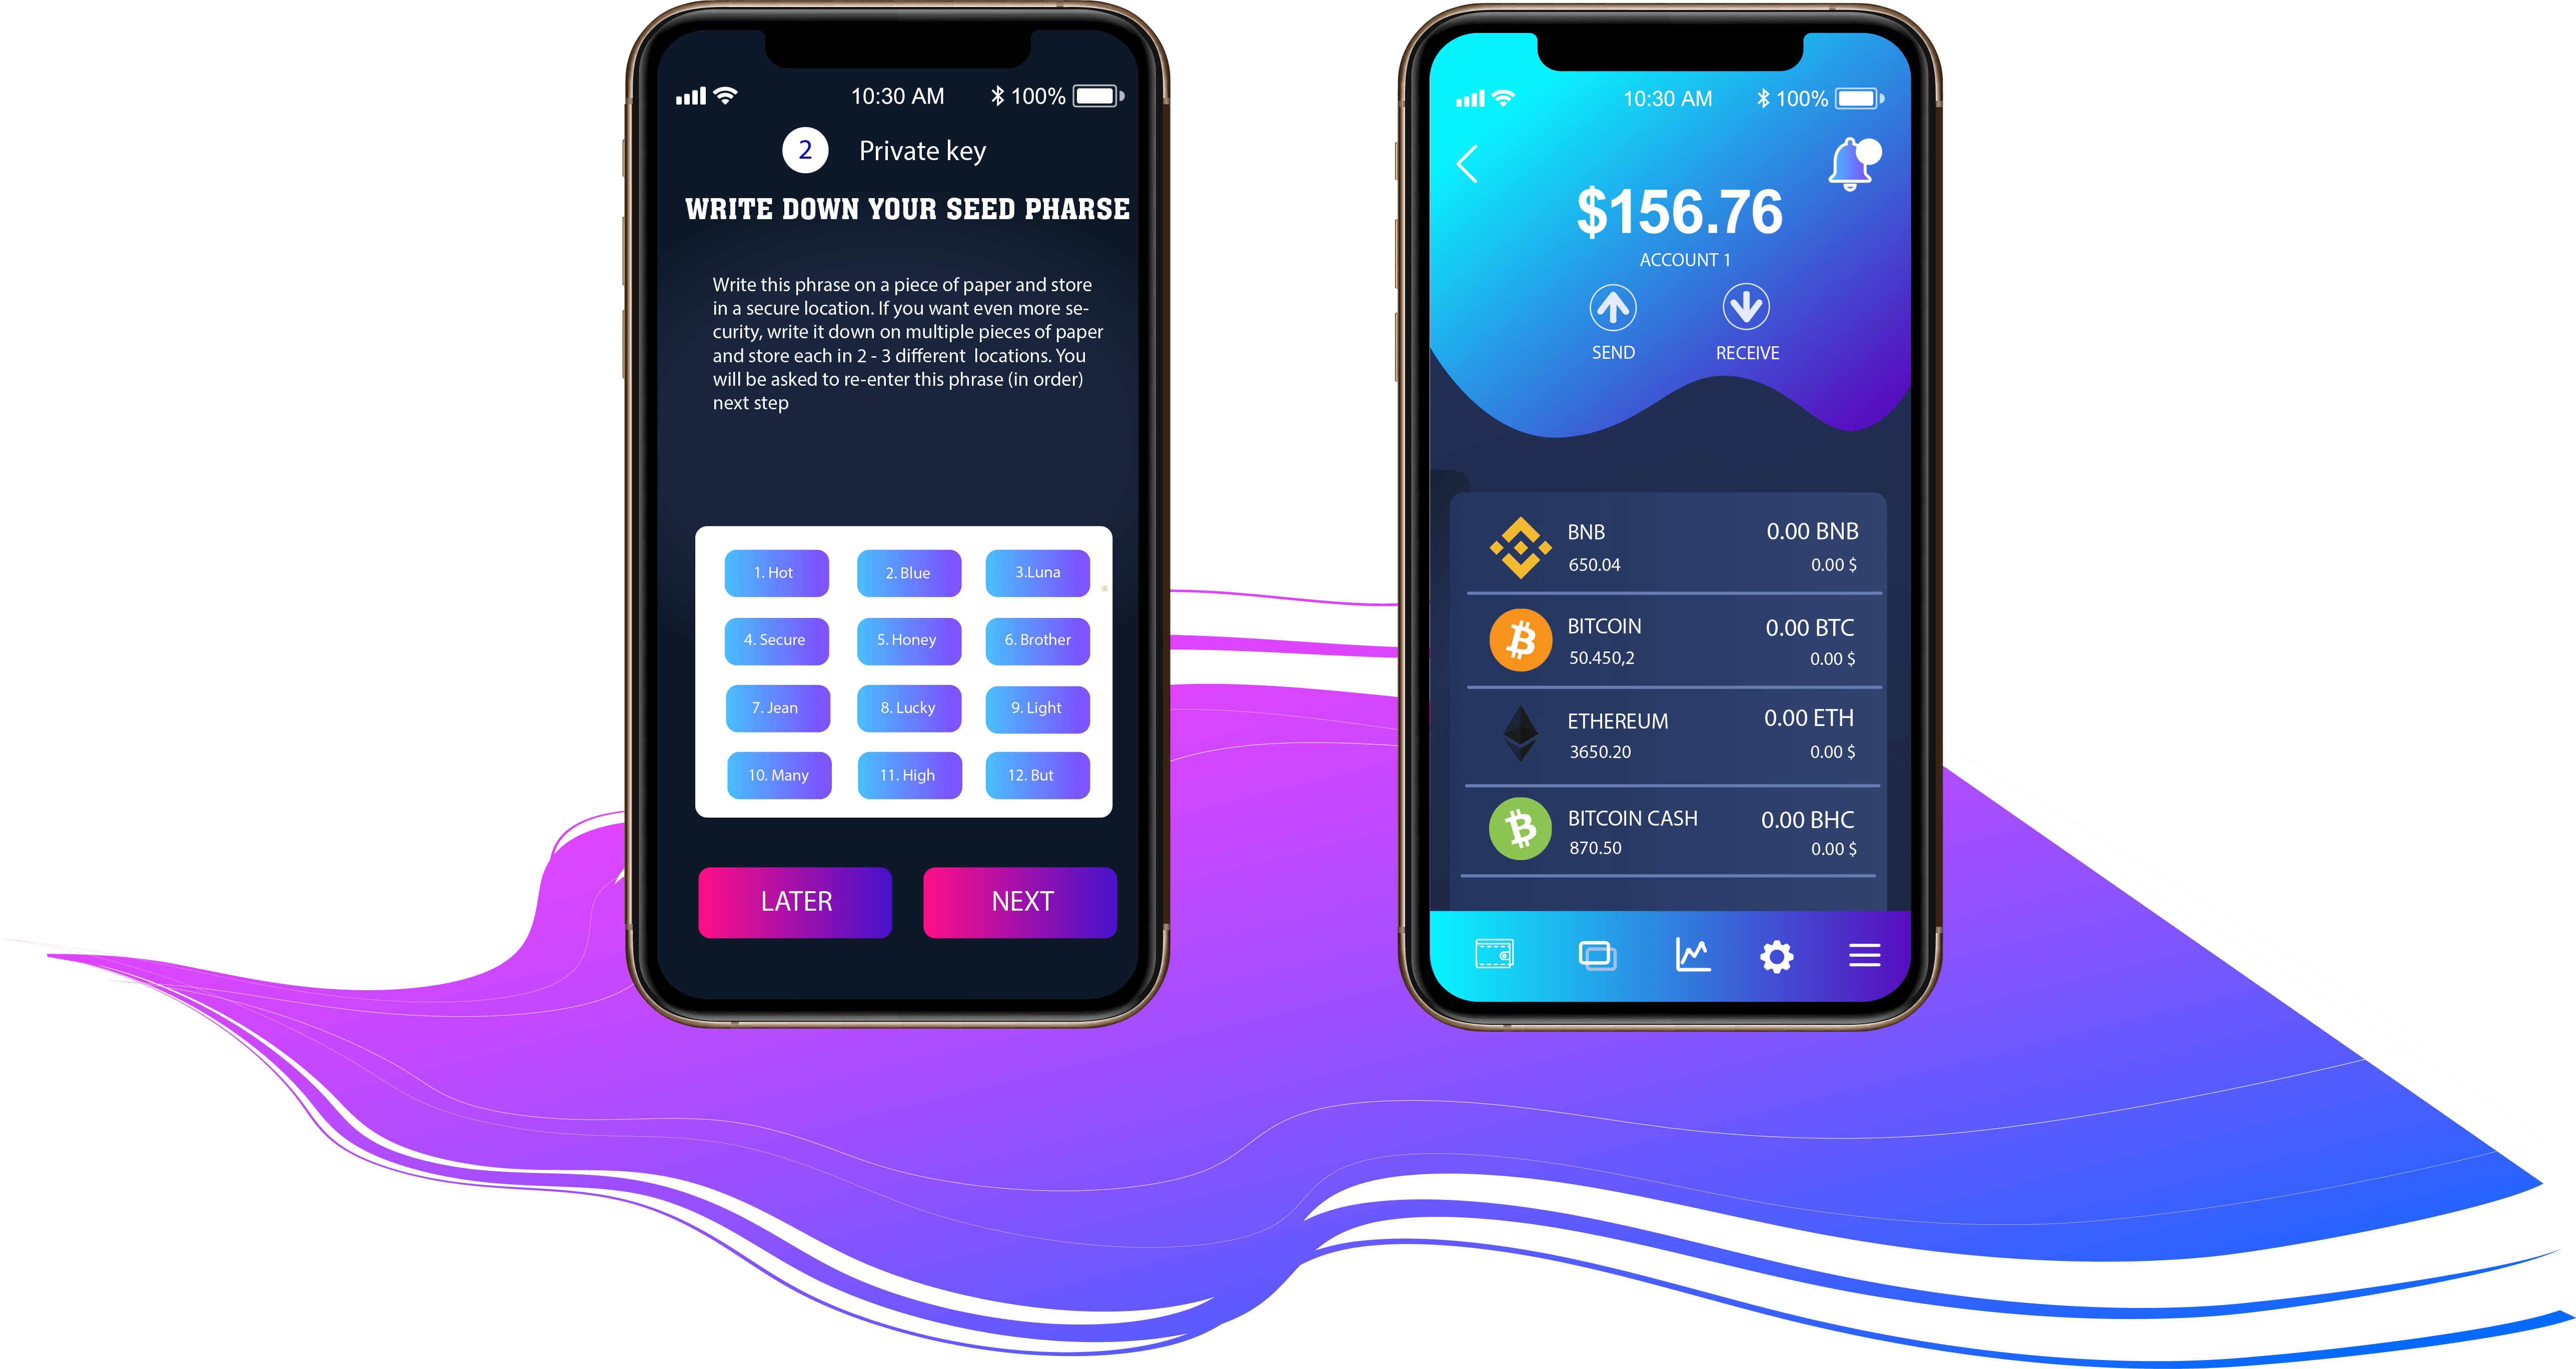 10:30 AM
100%
2
Private key
WRITE DOWN YOUR SEED PHARSE
Write this phrase on a piece of paper and store
in a secure location. If you want even more se-
curity, write it down on multiple pieces of paper
and store each in 2 - 3 different locations. You
will be asked to re-enter this phrase (in order)
next step
1. Hot
2. Blue
3.Luna
4. Secure
5. Honey
6. Brother
7. Jean
8. Lucky
9. Light
10. Many
11. High
12. But
LATER
NEXT
10:30 AM
100%
$156.76
ACCOUNT 1
SEND
RECEIVE
BNB
0.00 BNB
650.04
0.00 $
BITCOIN
0.00 BTC
50.450,2
0.00 $
ETHEREUM
0.00 ETH
3650.20
0.00 $
BITCOIN CASH
0.00 BHC
870.50
0.00 $